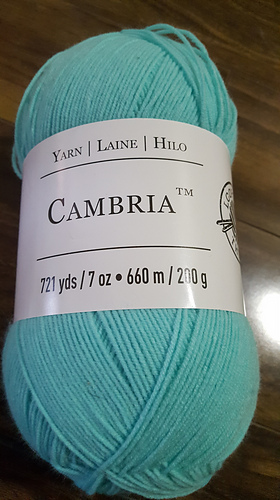 YARN | LAINE | HILO
CAMBRIA™
721 yds / 7 oz • 660 m / 200 g